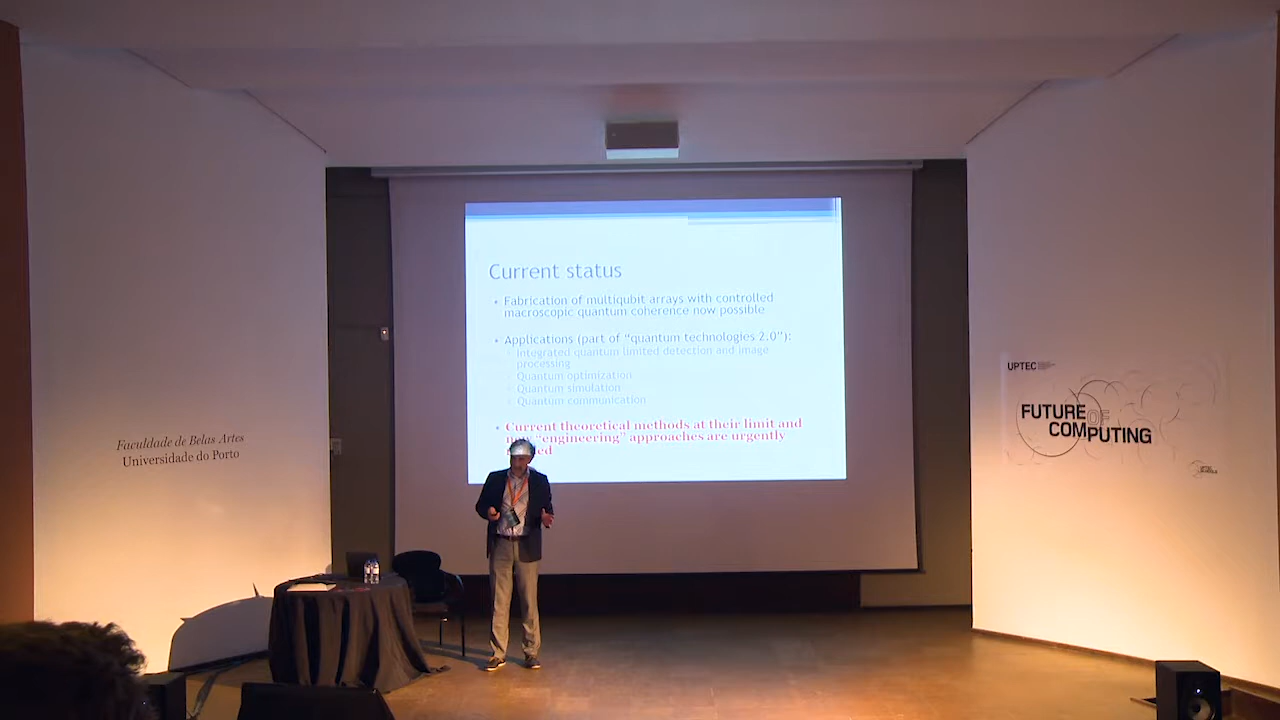 Current status
• Fabrication of multiqubit arrays with controlled
macroscopic quantum coherence now possible
• Applications (part of “quantum technologies 2.0”):
Integrated quantum limited detection and image
processing
Quantum optimization
Quantum simulation
Quantum communication
• Current theoretical methods at their limit and
“engineering” approaches are urgently
Faculdade de Belas Artes
Universidade do Porto
UPTEC
FUTURE OF
COMPUTING